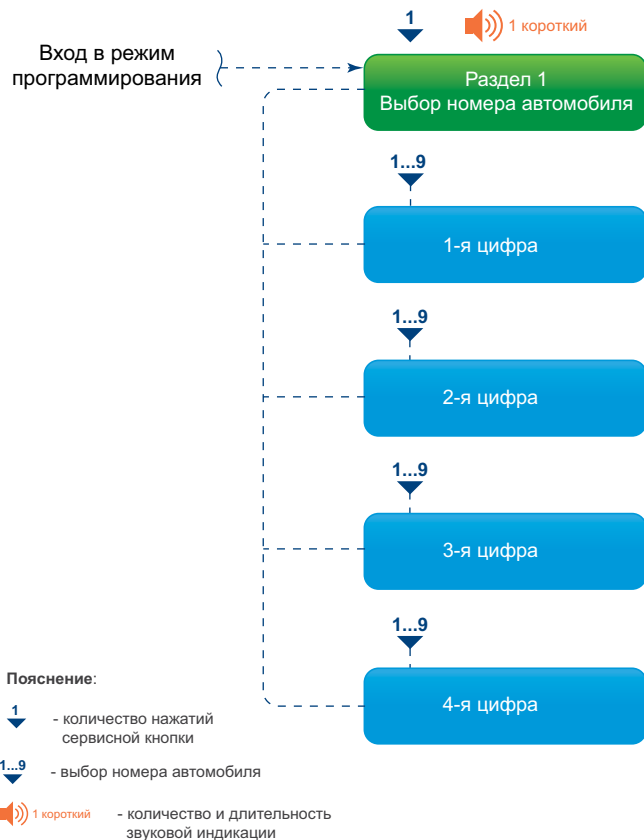 1
1 короткий
Вход в режим
программирования
Раздел 1
Выбор номера автомобиля
1...9
1-я цифра
1...9
2-я цифра
1...9
3-я цифра
1...9
4-я цифра
Пояснение:
1
- количество нажатий
сервисной кнопки
1...9
- выбор номера автомобиля
1 короткий
- количество и длительность
звуковой индикации